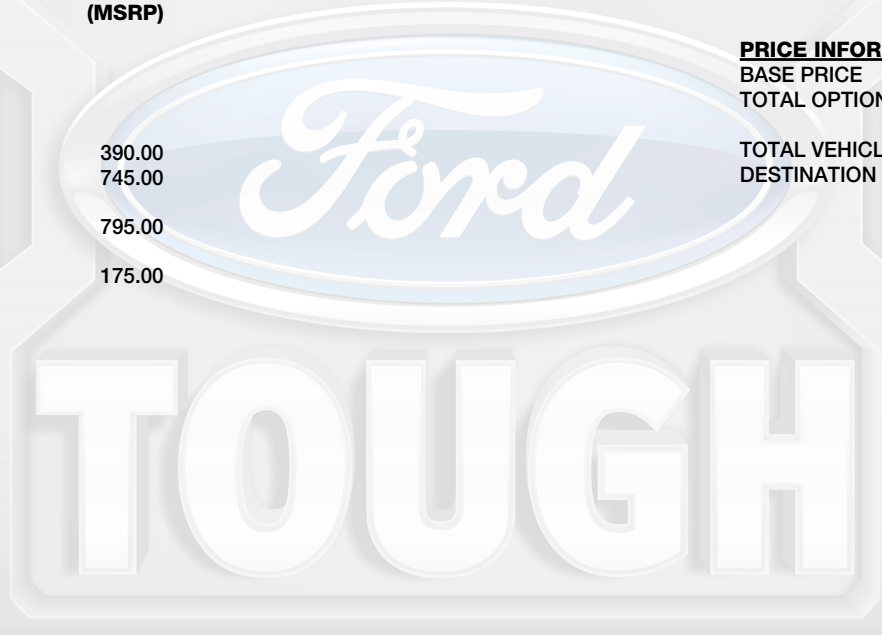 (MSRP)
390.00
745.00
795.00
175.00
PRICE INFOR
BASE PRICE
TOTAL OPTION
TOTAL VEHICL
DESTINATION
Ford
TOUGH